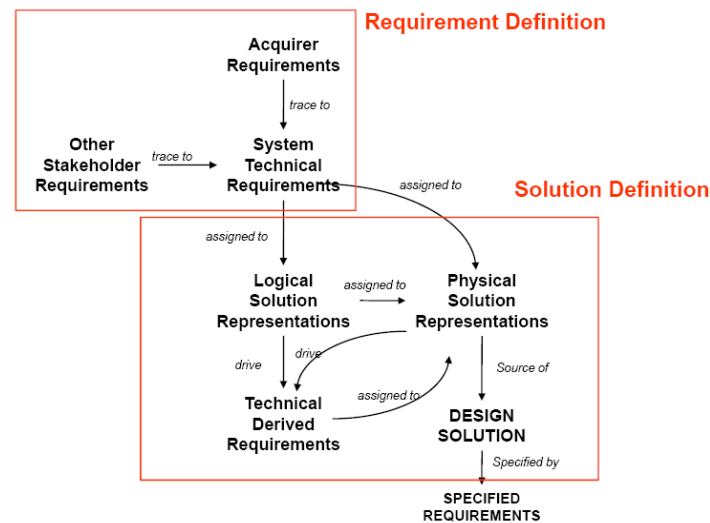 Requirement Definition
Acquirer
Requirements
trace to
Other
Stakeholder
Requirements
trace to
System
Technical
Requirements
assigned to
Solution Definition
assigned to
Logical
Solution
Representations
assigned to
Physical
Solution
Representations
drive
drive
Source of
Technical
Derived
Requirements
assigned to
DESIGN
SOLUTION
Specified by
SPECIFIED
REQUIREMENTS